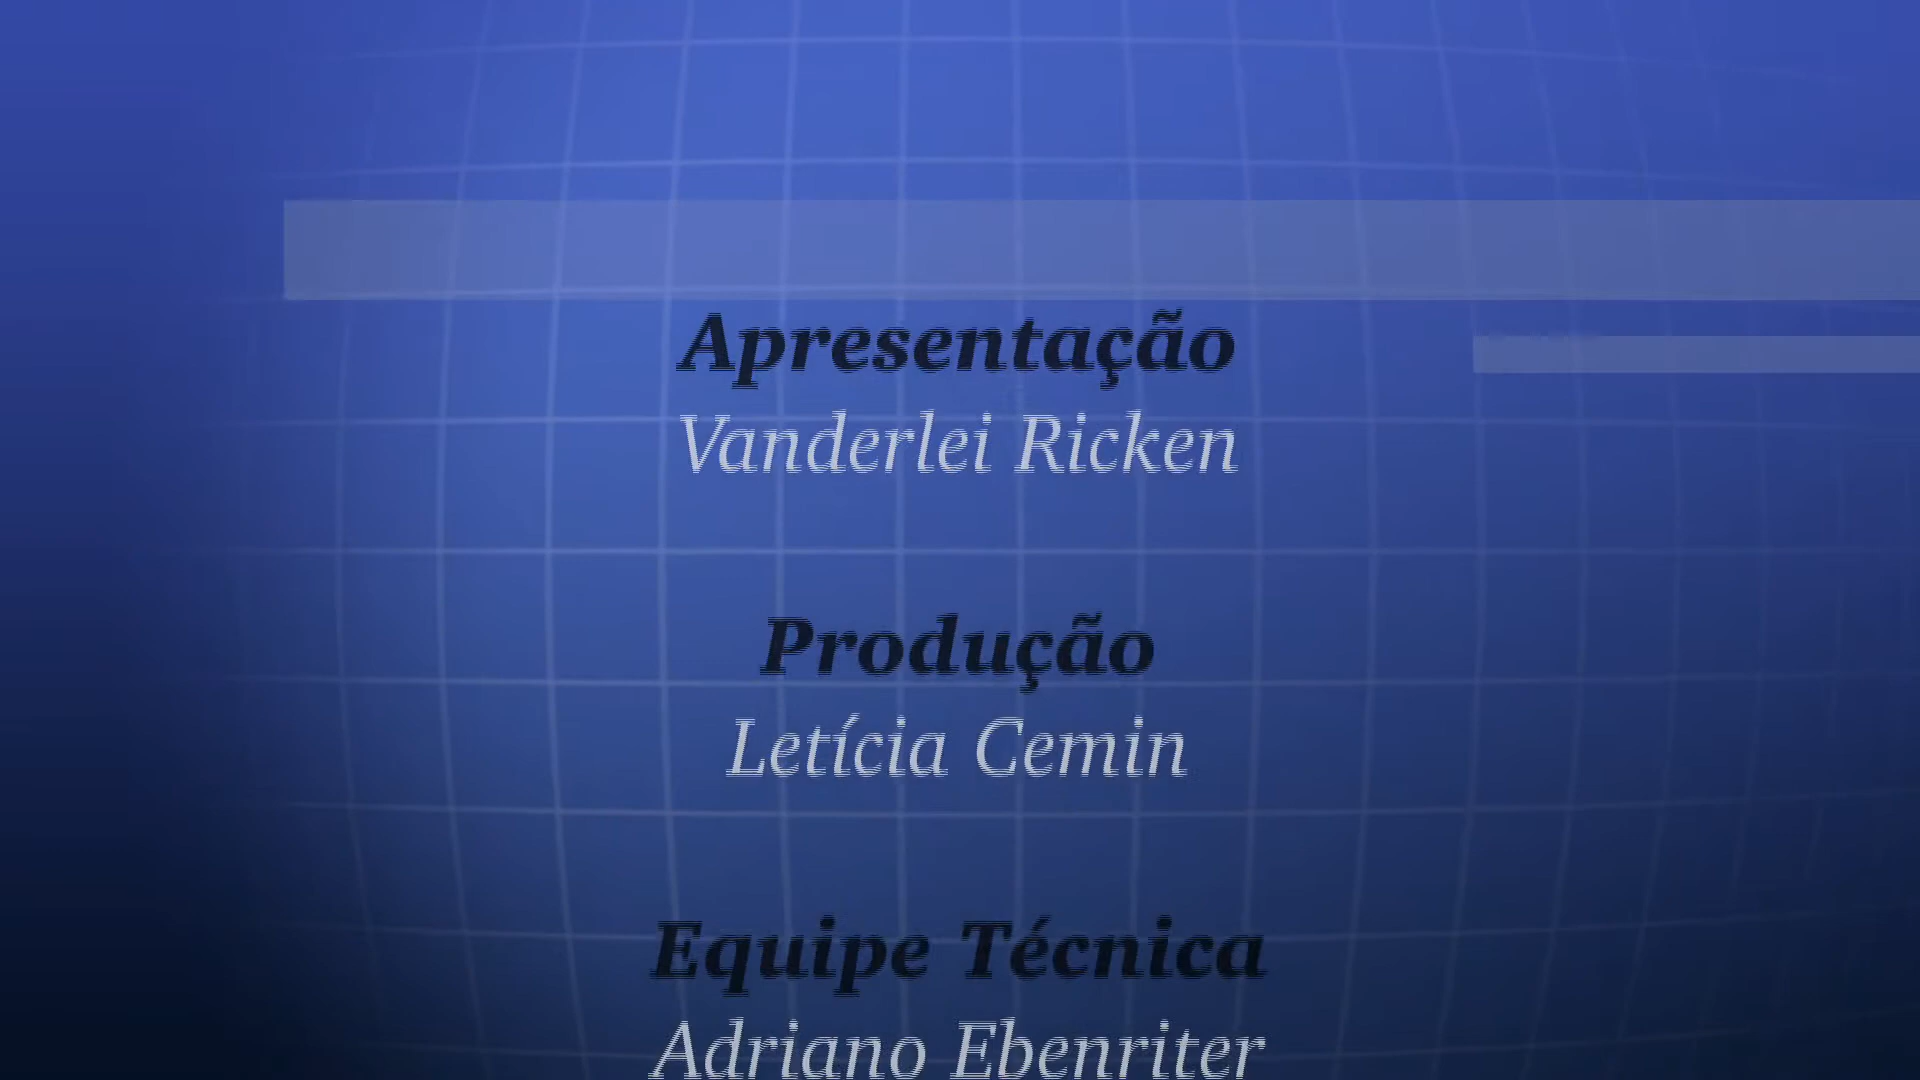 Apresentação
Vanderlei Ricken
Produção
Letícia Cemin
Equipe Técnica
Adriano Ebenriter